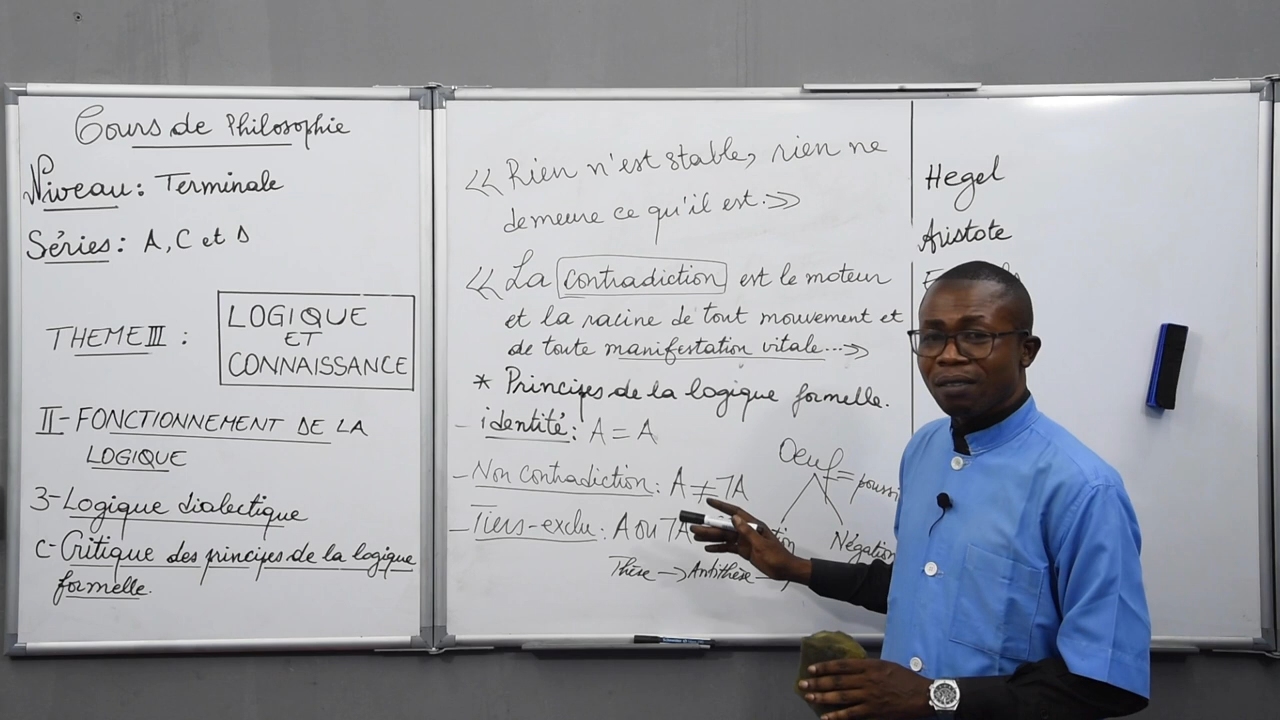 Cours de Philosophie
Niveau : Terminale
Séries : A, C et D
THEME III :
LOGIQUE
ET
CONNAISSANCE
II- FONCTIONNEMENT DE LA
LOGIQUE
3- Logique dialectique
c- Critique des principes de la logique
formelle.
<< Rien n'est stable, rien ne
demeure ce qu'il est. >>
<< La contradiction est le moteur
et la racine de tout mouvement et
de toute manifestation vitale... >>
* Principes de la logique formelle.
- identité : A = A
- Non contradiction : A ≠ ¬A
- Tiers-exclu : A ou ¬A
Thèse → Antithèse →
Oeuf =
Négation
Hegel
Aristote